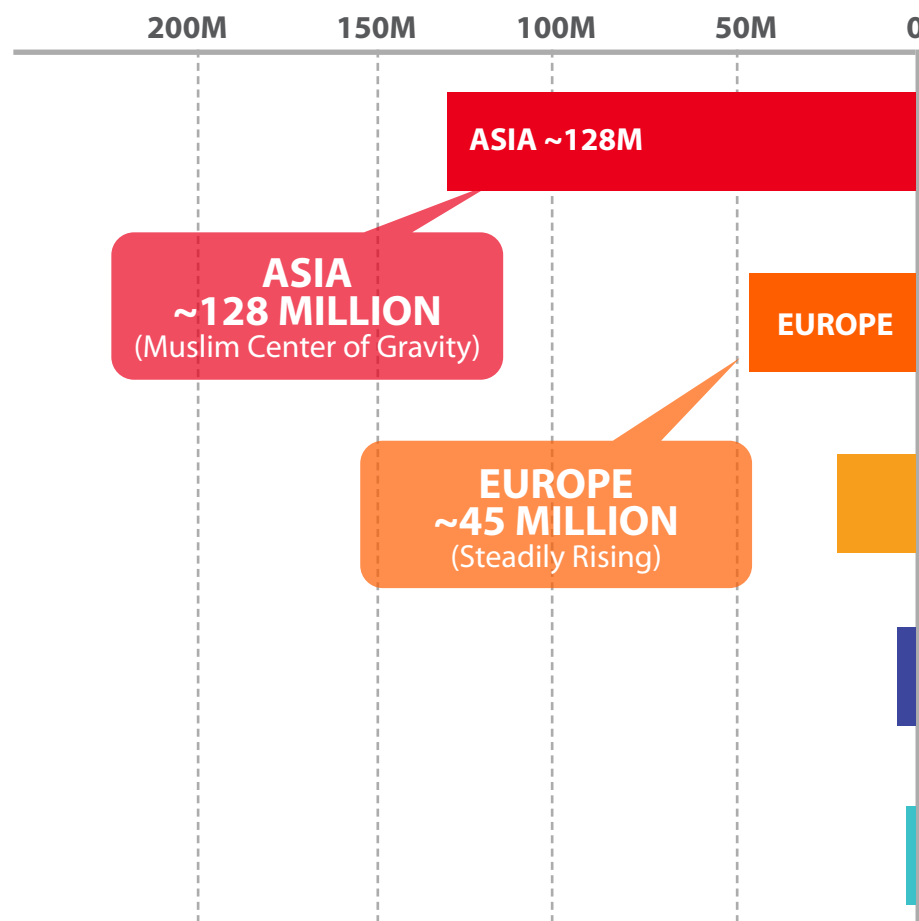 200M 150M 100M 50M 0
ASIA ~128M
ASIA
~128 MILLION
(Muslim Center of Gravity)
EUROPE
EUROPE
~45 MILLION
(Steadily Rising)